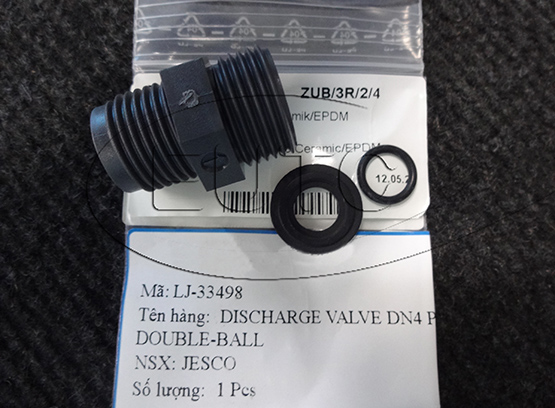 ZUB/3R/2/4
mik/EPDM
Ceramic/EPDM
12.05.2
Mã: LJ-33498
Tên hàng: DISCHARGE VALVE DN4 P
DOUBLE-BALL
NSX: JESCO
Số lượng: 1 Pcs